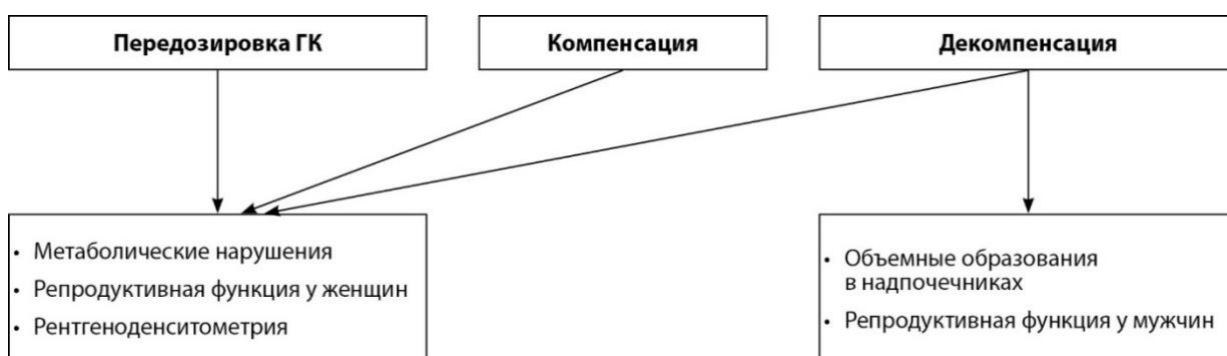 Передозировка ГК
Компенсация
Декомпенсация
• Метаболические нарушения
• Репродуктивная функция у женщин
• Рентгеноденситометрия
• Объемные образования
в надпочечниках
• Репродуктивная функция у мужчин